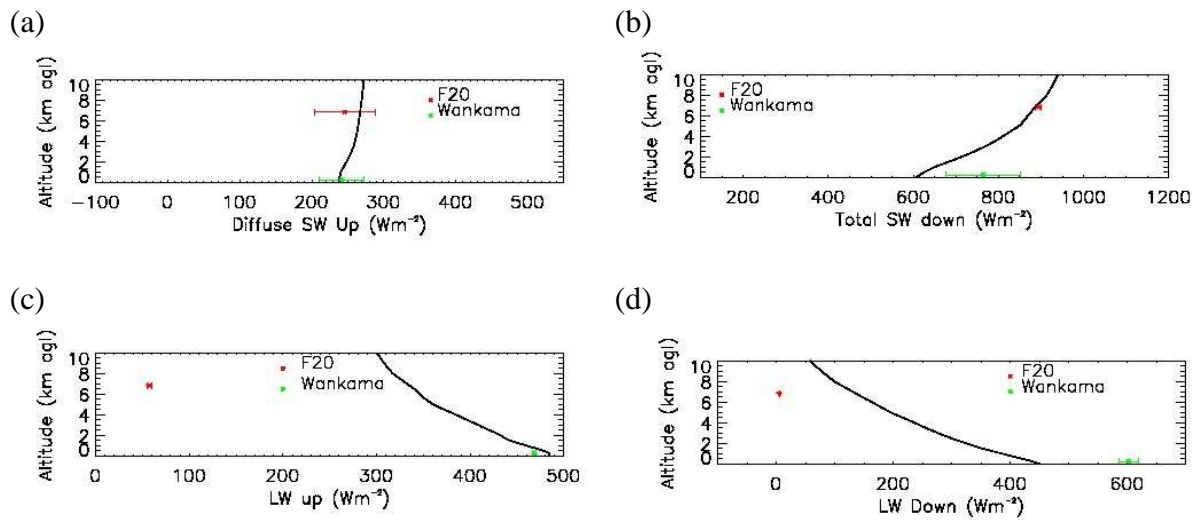 (a)
Altitude (km agl)
10
8
6
4
2
0
F20
Wankama
−100 0 100 200 300 400 500
Diffuse SW Up (Wm⁻²)
(b)
Altitude (km agl)
10
8
6
4
2
0
F20
Wankama
200 400 600 800 1000 1200
Total SW down (Wm⁻²)
(c)
Altitude (km agl)
10
8
6
4
2
0
F20
Wankama
0 100 200 300 400 500
LW up (Wm⁻²)
(d)
Altitude (km agl)
10
8
6
4
2
0
F20
Wankama
0 200 400 600
LW Down (Wm⁻²)